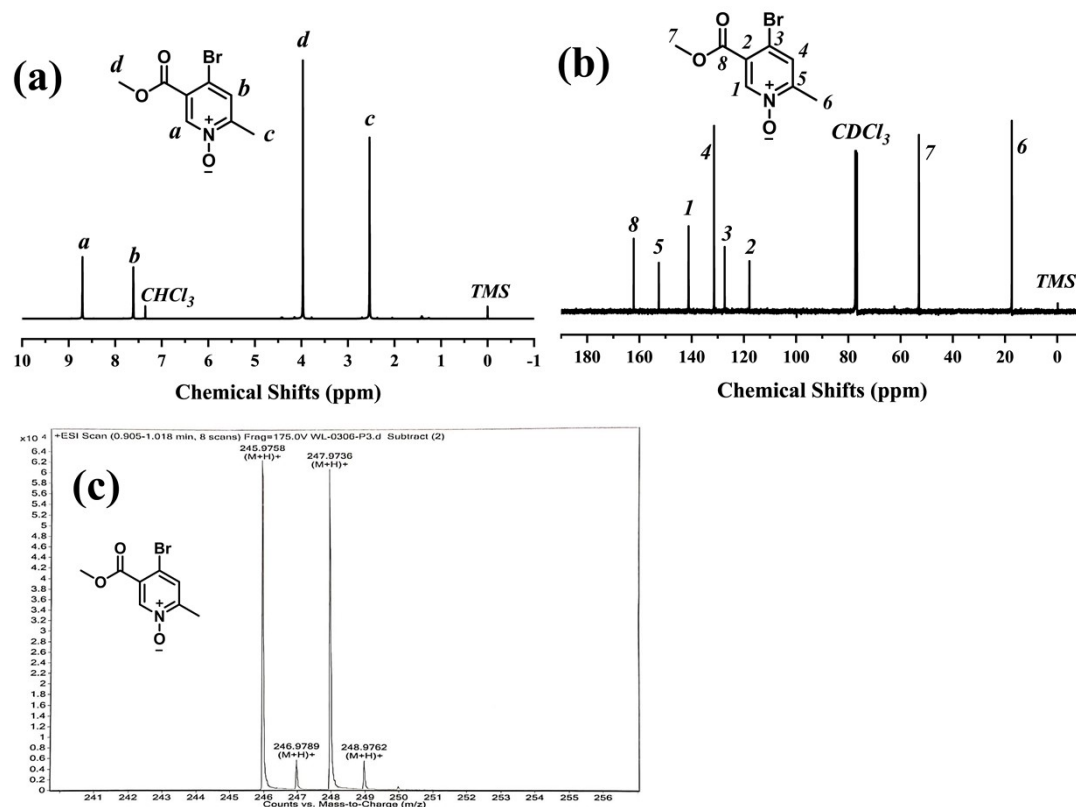 (a)
O
Br
d
O
b
a
N
+
c
O
−
d
c
a
b
CHCl3
TMS
10 9 8 7 6 5 4 3 2 1 0 -1
Chemical Shifts (ppm)
(b)
O
Br
7
O
8
2
3
4
1
5
N
+
6
O
−
8
5
1
4
3
2
CDCl3
7
6
TMS
180 160 140 120 100 80 60 40 20 0
Chemical Shifts (ppm)
(c)
x10 4
+ESI Scan (0.905-1.018 min, 8 scans) Frag=175.0V WL-0306-P3.d Subtract (2)
245.9758
(M+H)+
247.9736
(M+H)+
6.4
6.2
6
5.8
5.6
5.4
5.2
5
4.8
4.6
4.4
4.2
4
3.8
3.6
3.4
3.2
3
2.8
2.6
2.4
2.2
2
1.8
1.6
1.4
1.2
1
0.8
0.6
0.4
0.2
0
O
Br
O
N
+
O
−
246.9789
(M+H)+
248.9762
(M+H)+
241 242 243 244 245 246 247 248 249 250 251 252 253 254 255 256
Counts vs. Mass-to-Charge (m/z)